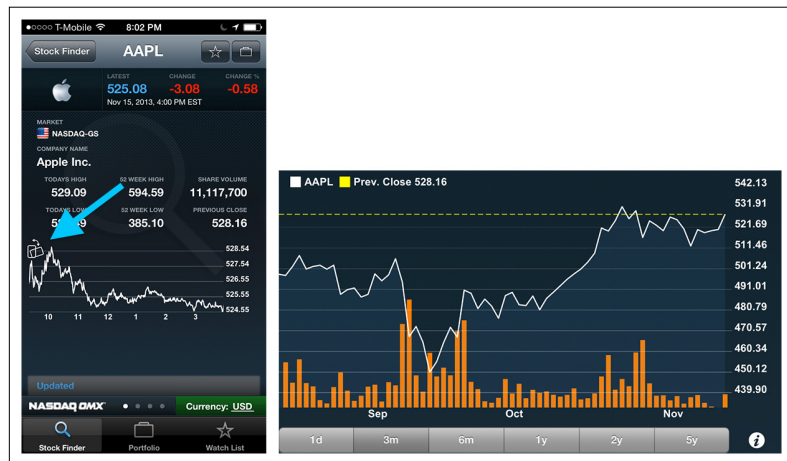 T-Mobile 8:02 PM
Stock Finder AAPL
LATEST CHANGE CHANGE %
525.08 -3.08 -0.58
Nov 15, 2013, 4:00 PM EST
MARKET
NASDAQ-GS
COMPANY NAME
Apple Inc.
TODAYS HIGH 52 WEEK HIGH SHARE VOLUME
529.09 594.59 11,117,700
TODAYS LOW 52 WEEK LOW PREVIOUS CLOSE
385.10 528.16
528.54
527.54
526.55
525.55
524.55
10 11 12 1 2 3
Updated
NASDAQ OMX Currency: USD
Stock Finder Portfolio Watch List
AAPL Prev. Close 528.16
542.13
531.91
521.69
511.46
501.24
491.01
480.79
470.57
460.34
450.12
439.90
Sep Oct Nov
1d 3m 6m 1y 2y 5y
i